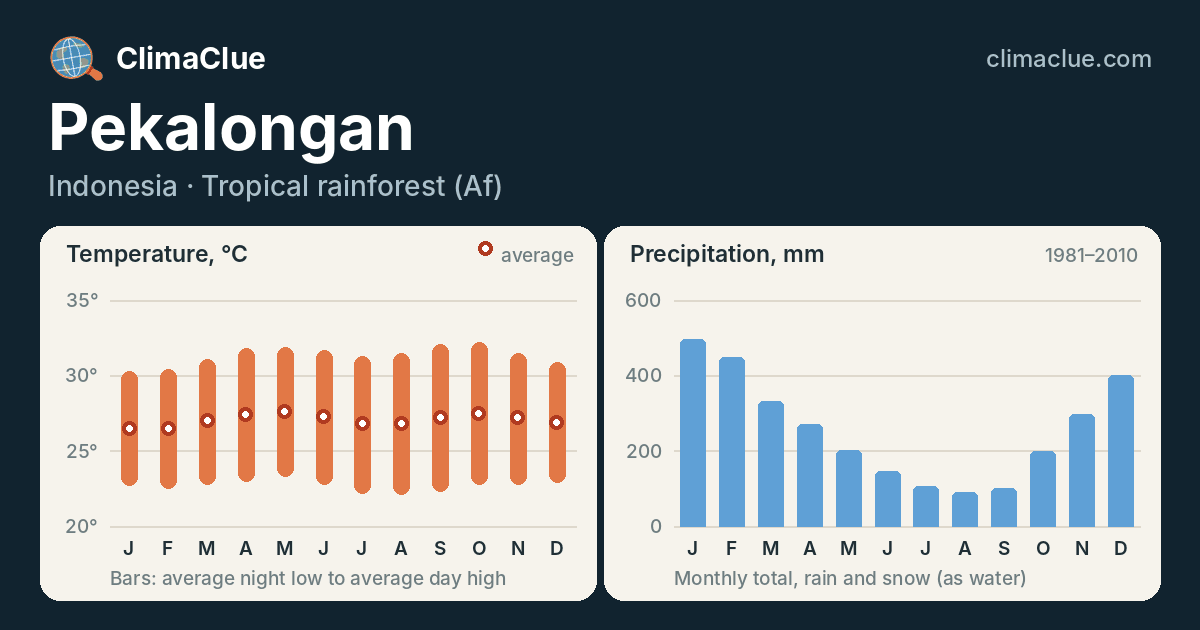 ClimaClue
climaclue.com
Pekalongan
Indonesia · Tropical rainforest (Af)
Temperature, °C
average
35°
30°
25°
20°
J F M A M J J A S O N D
Bars: average night low to average day high
Precipitation, mm
1981–2010
600
400
200
0
J F M A M J J A S O N D
Monthly total, rain and snow (as water)